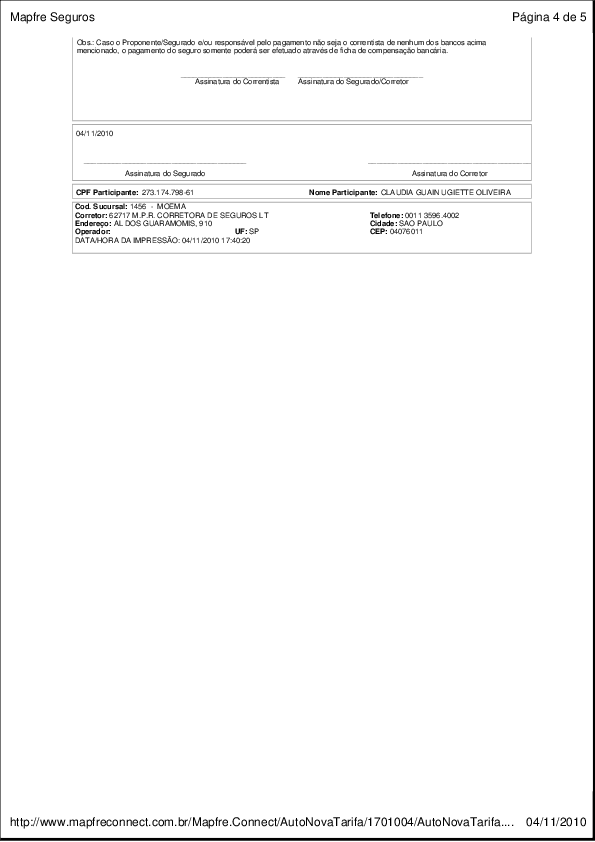 Mapfre Seguros Página 4 de 5
Obs.: Caso o Proponente/Segurado e/ou responsável pelo pagamento não seja o correntista de nenhum dos bancos acima
mencionado, o pagamento do seguro somente poderá ser efetuado através de ficha de compensação bancária.
Assinatura do Correntista Assinatura do Segurado/Corretor
04/11/2010
Assinatura do Segurado Assinatura do Corretor
CPF Participante: 273.174.798-61 Nome Participante: CLAUDIA GUAIN UGIETTE OLIVEIRA
Cod. Sucursal: 1456 - MOEMA
Corretor: 62717 M.P.R. CORRETORA DE SEGUROS LT Telefone: 0011 3596.4002
Endereço: AL DOS GUARAMOMIS, 910 Cidade: SAO PAULO
Operador: UF: SP CEP: 04076011
DATA/HORA DA IMPRESSÃO: 04/11/2010 17:40:20
http://www.mapfreconnect.com.br/Mapfre.Connect/AutoNovaTarifa/1701004/AutoNovaTarifa.... 04/11/2010